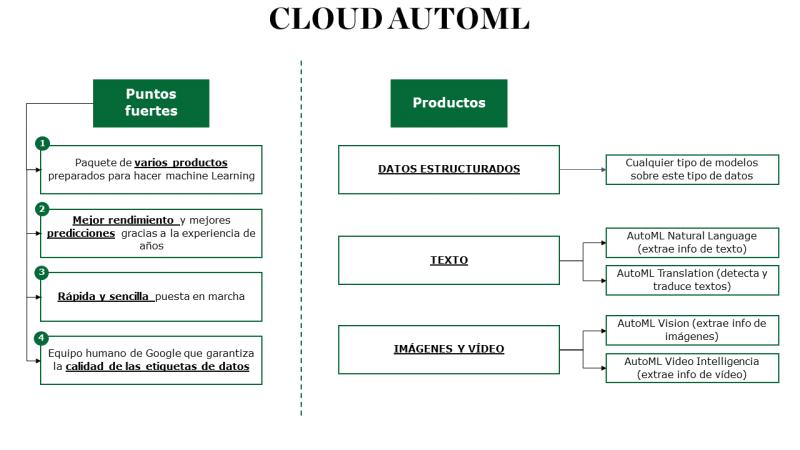 CLOUD AUTOML
Puntos
fuertes
1
Paquete de varios productos
preparados para hacer machine Learning
2
Mejor rendimiento y mejores
predicciones gracias a la experiencia de
años
3
Rápida y sencilla puesta en marcha
4
Equipo humano de Google que garantiza
la calidad de las etiquetas de datos
Productos
DATOS ESTRUCTURADOS
Cualquier tipo de modelos
sobre este tipo de datos
TEXTO
AutoML Natural Language
(extrae info de texto)
AutoML Translation (detecta y
traduce textos)
IMÁGENES Y VÍDEO
AutoML Vision (extrae info de
imágenes)
AutoML Video Intelligencia
(extrae info de vídeo)